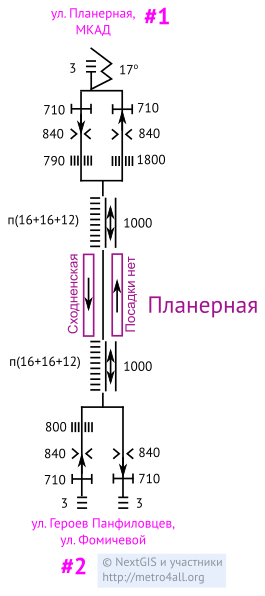 ул. Планерная, #1
МКАД
3
17º
710 710
840 840
790 1800
п(16+16+12) 1000
Сходненская
Посадки нет
Планерная
п(16+16+12) 1000
800
840 840
710 710
3 3
ул. Героев Панфиловцев,
ул. Фомичевой
#2
© NextGIS и участники
http://metro4all.org